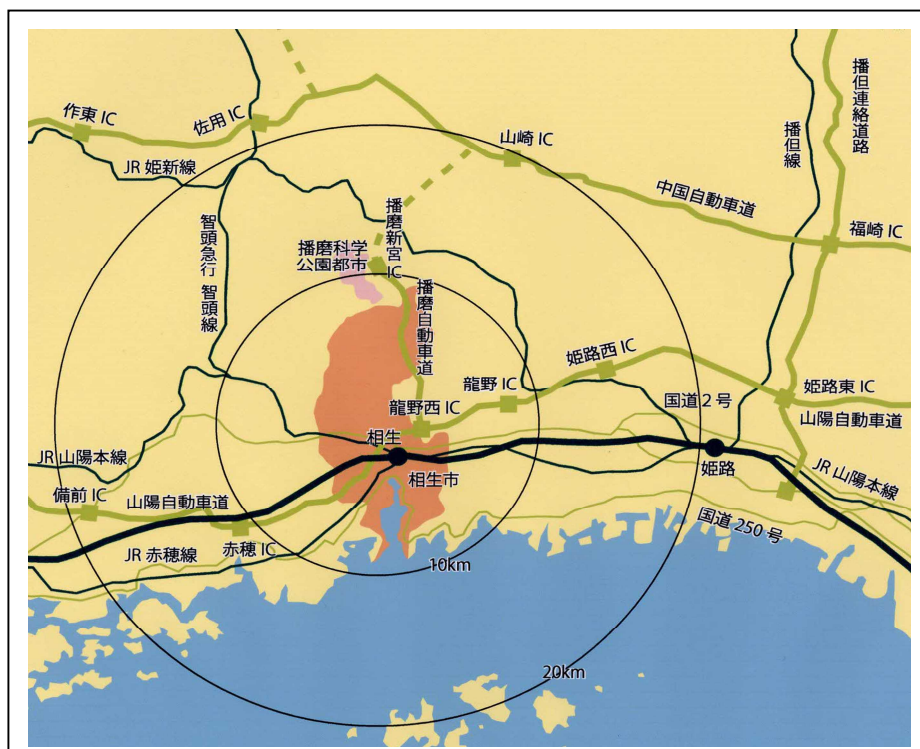 作東 IC
佐用 IC
山崎 IC
播但線
播但連絡道路
JR 姫新線
中国自動車道
福崎 IC
智頭急行 智頭線
播磨科学
公園都市
播磨新宮
IC
播磨自動車道
姫路西 IC
龍野 IC
龍野西 IC
国道２号
姫路東 IC
山陽自動車道
相生
JR 山陽本線
相生市
姫路
JR 山陽本線
備前 IC
山陽自動車道
国道 250 号
JR 赤穂線
赤穂 IC
10km
20km